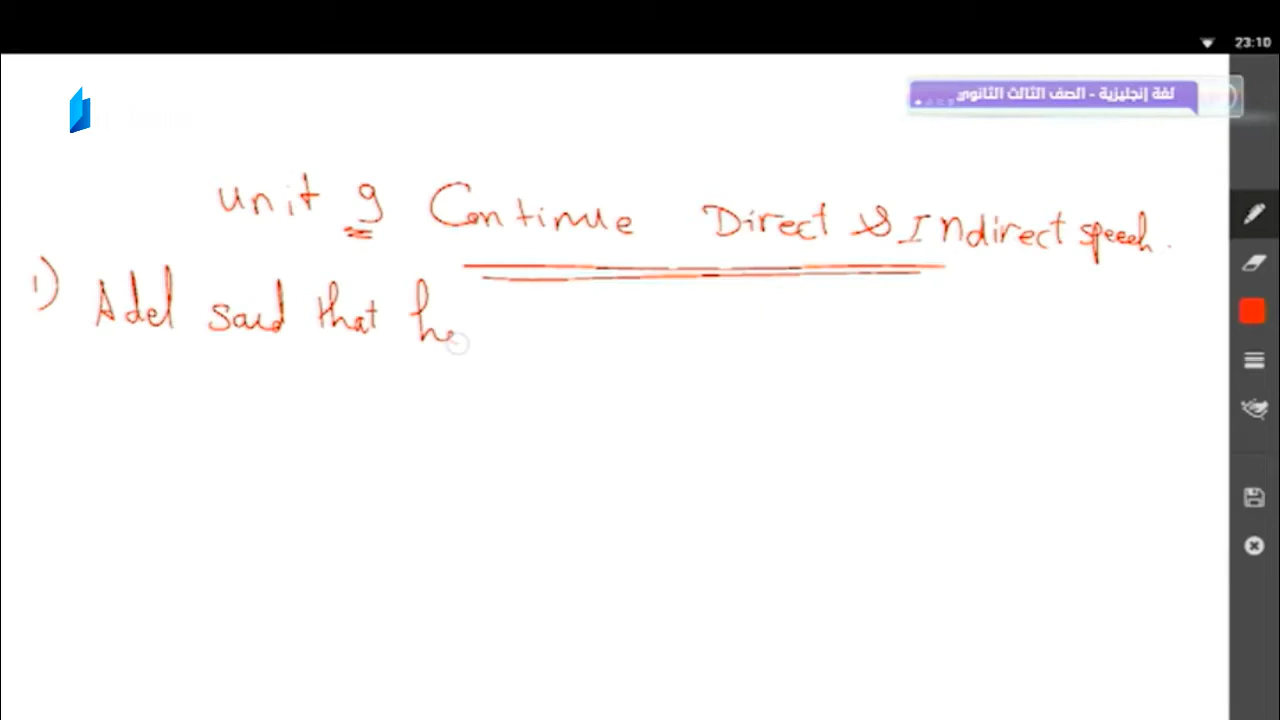 23:10
لغة إنجليزية - الصف الثالث الثانوي
unit 9 Continue Direct & Indirect speech.
1) Adel said that he